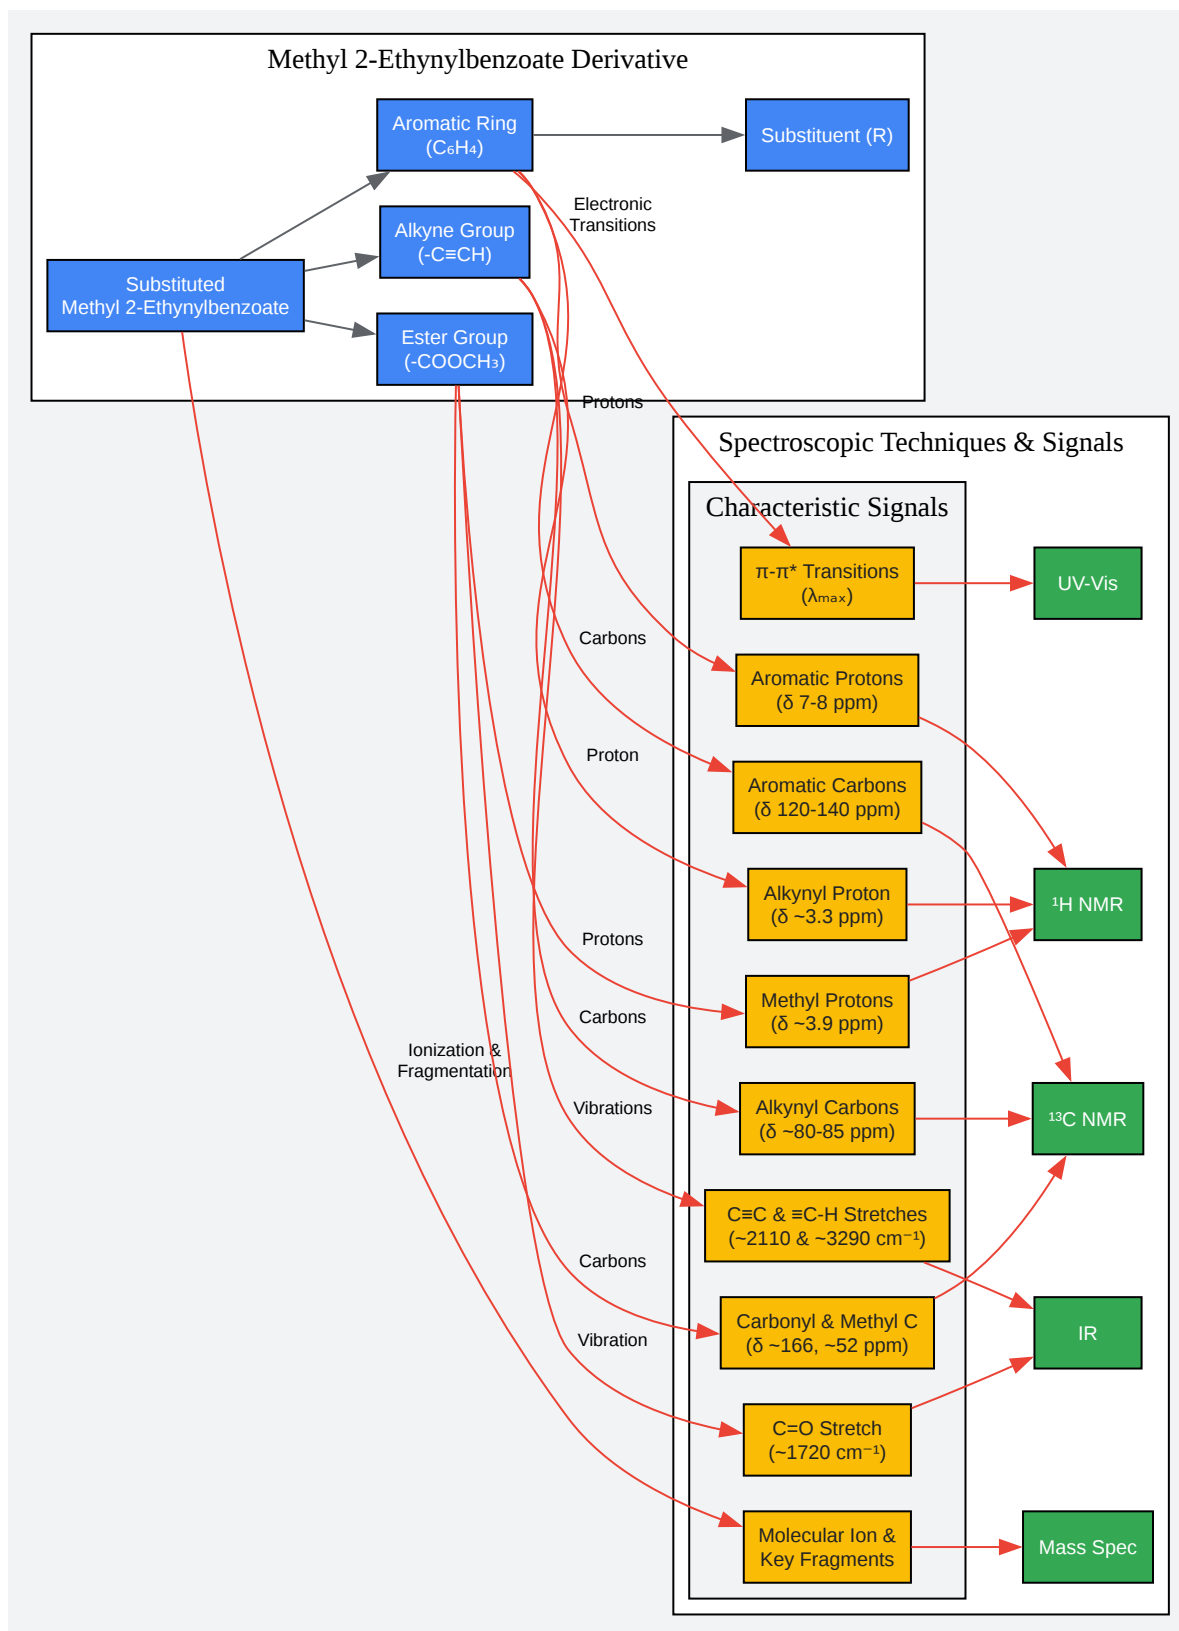 Methyl 2-Ethynylbenzoate Derivative
Aromatic Ring
(C₆H₄)
Substituent (R)
Alkyne Group
(-C≡CH)
Substituted
Methyl 2-Ethynylbenzoate
Ester Group
(-COOCH₃)
Electronic
Transitions
Protons
Spectroscopic Techniques & Signals
Characteristic Signals
π-π* Transitions
(λₘₐₓ)
UV-Vis
Carbons
Aromatic Protons
(δ 7-8 ppm)
Proton
Aromatic Carbons
(δ 120-140 ppm)
Alkynyl Proton
(δ ~3.3 ppm)
¹H NMR
Protons
Methyl Protons
(δ ~3.9 ppm)
Carbons
Ionization &
Fragmentation
Vibrations
Alkynyl Carbons
(δ ~80-85 ppm)
¹³C NMR
C≡C & ≡C-H Stretches
(~2110 & ~3290 cm⁻¹)
Carbons
Carbonyl & Methyl C
(δ ~166, ~52 ppm)
IR
Vibration
C=O Stretch
(~1720 cm⁻¹)
Molecular Ion &
Key Fragments
Mass Spec